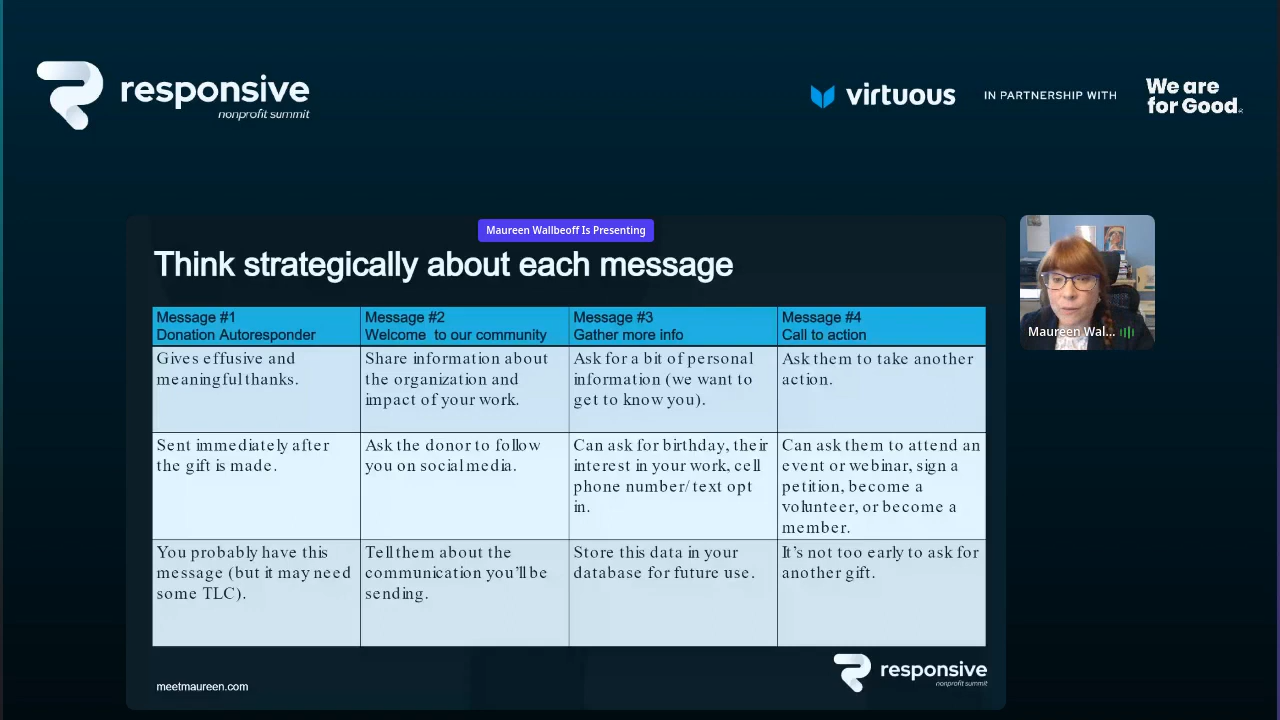 responsive
nonprofit summit
virtuous
IN PARTNERSHIP WITH
We are
for Good.
Maureen Wallbeoff Is Presenting
Think strategically about each message
Message #1
Donation Autoresponder
Message #2
Welcome to our community
Message #3
Gather more info
Message #4
Call to action
Gives effusive and
meaningful thanks.
Share information about
the organization and
impact of your work.
Ask for a bit of personal
information (we want to
get to know you).
Ask them to take another
action.
Sent immediately after
the gift is made.
Ask the donor to follow
you on social media.
Can ask for birthday, their
interest in your work, cell
phone number/ text opt
in.
Can ask them to attend an
event or webinar, sign a
petition, become a
volunteer, or become a
member.
You probably have this
message (but it may need
some TLC).
Tell them about the
communication you’ll be
sending.
Store this data in your
database for future use.
It’s not too early to ask for
another gift.
Maureen Wal...
meetmaureen.com
responsive
nonprofit summit